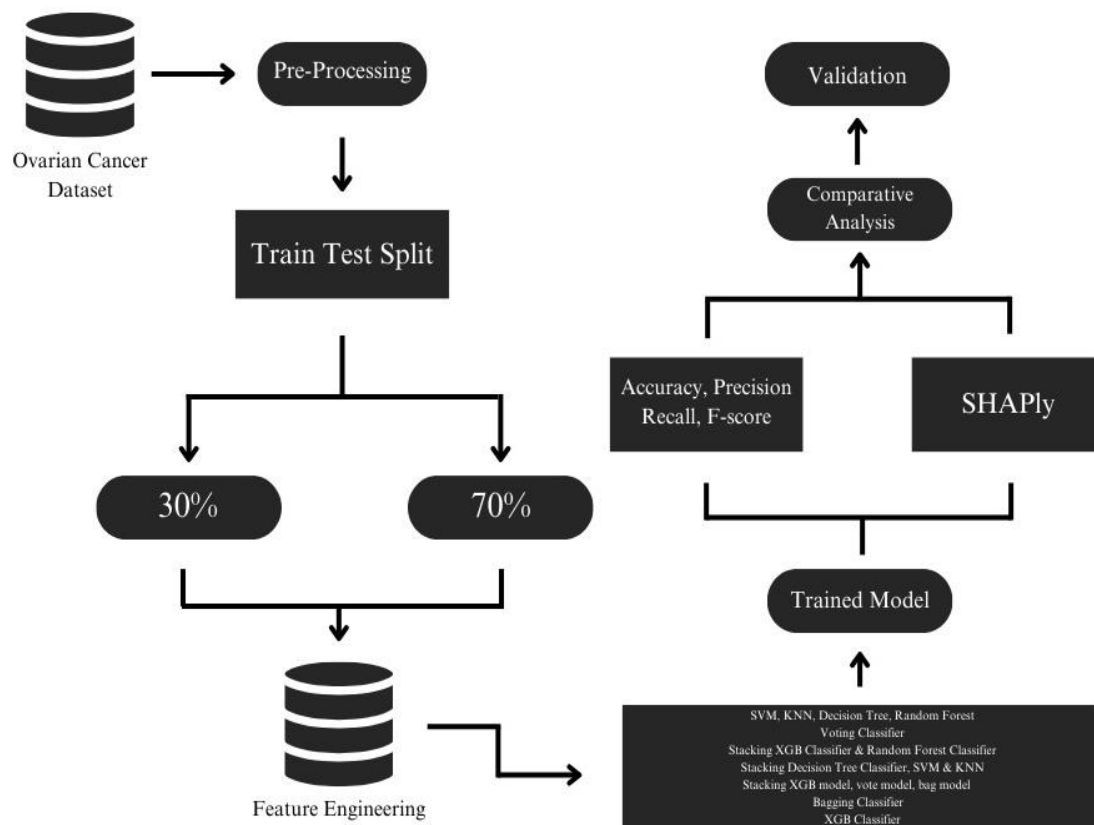 Ovarian Cancer
Dataset
Pre-Processing
Train Test Split
30%
70%
Feature Engineering
SVM, KNN, Decision Tree, Random Forest
Voting Classifier
Stacking XGB Classifier & Random Forest Classifier
Stacking Decision Tree Classifier, SVM & KNN
Stacking XGB model, vote model, bag model
Bagging Classifier
XGB Classifier
Trained Model
Accuracy, Precision
Recall, F-score
SHAPly
Comparative
Analysis
Validation